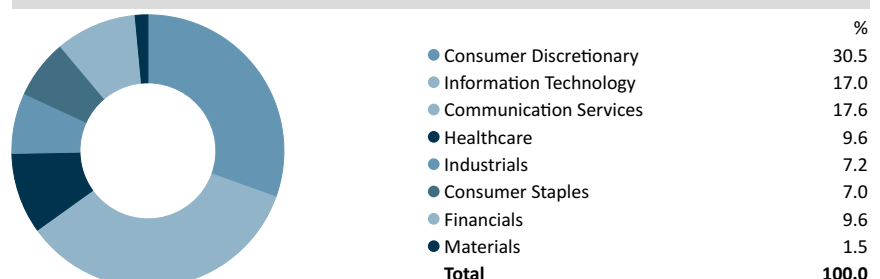 %
Consumer Discretionary 30.5
Information Technology 17.0
Communication Services 17.6
Healthcare 9.6
Industrials 7.2
Consumer Staples 7.0
Financials 9.6
Materials 1.5
Total 100.0